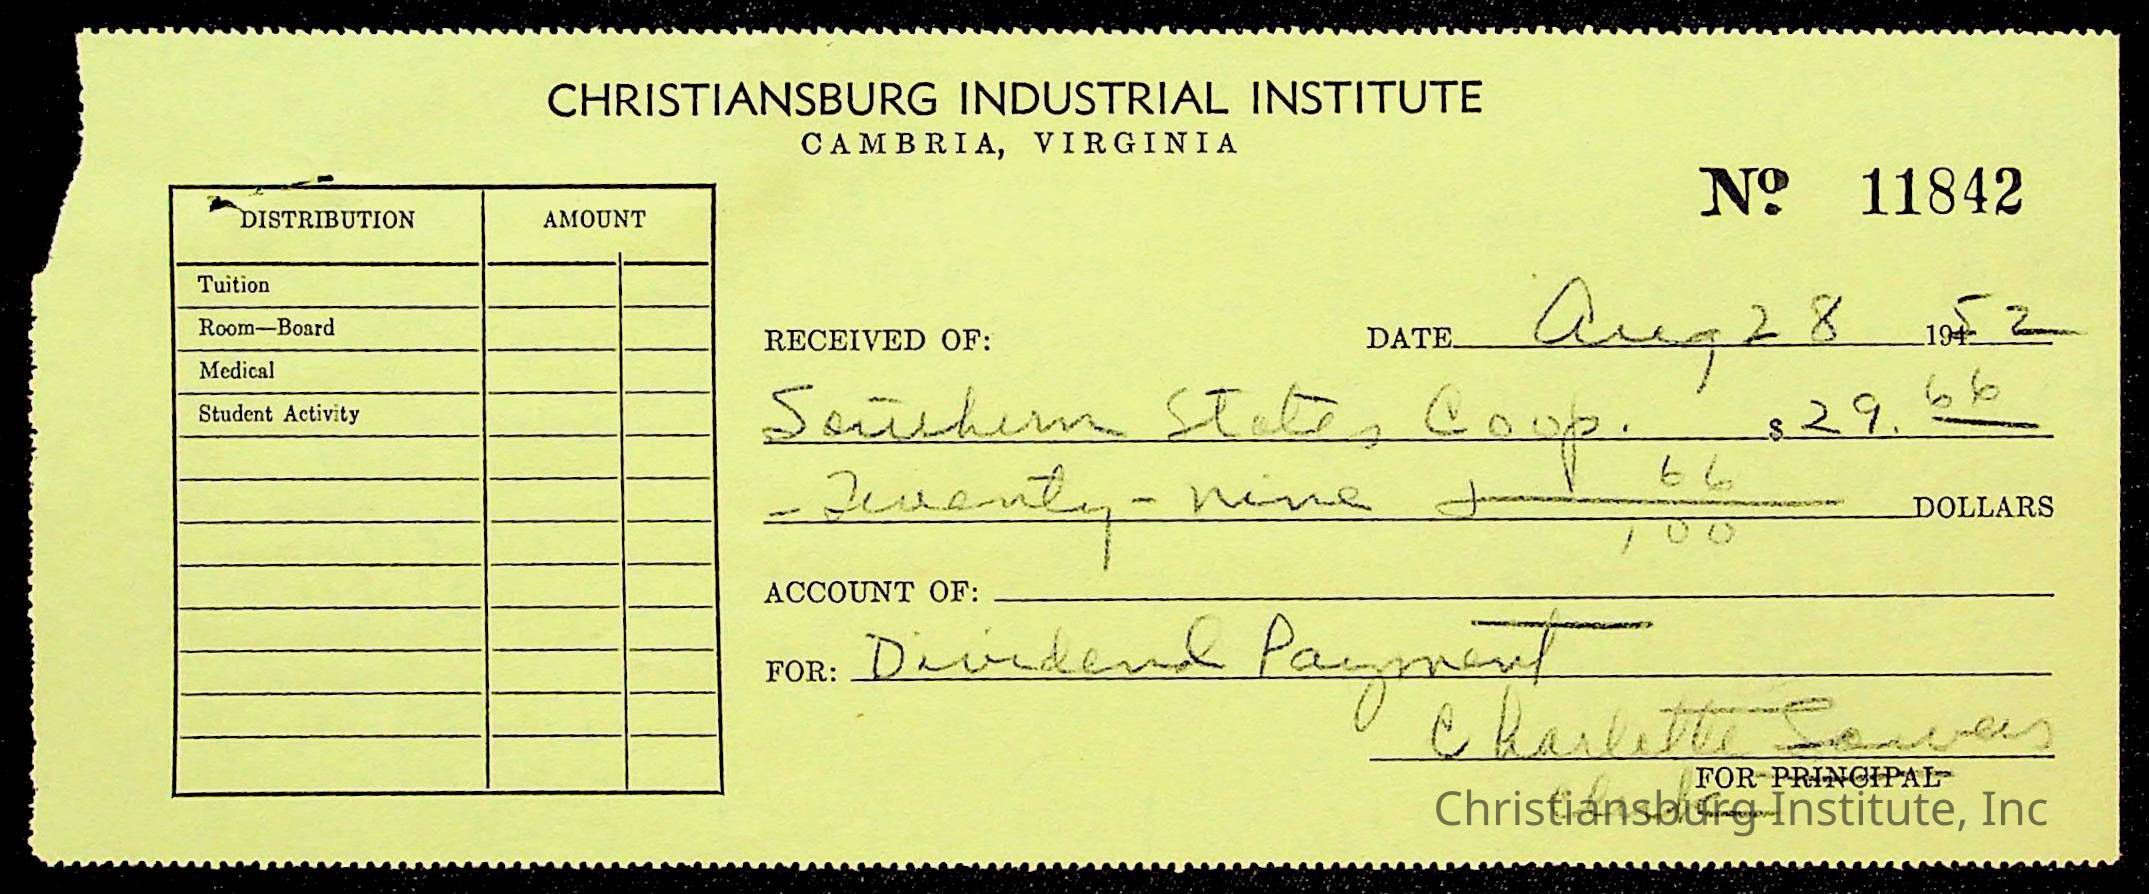 CHRISTIANSBURG INDUSTRIAL INSTITUTE
CAMBRIA, VIRGINIA
Nº 11842
DISTRIBUTION AMOUNT
Tuition
Room—Board
Medical
Student Activity
RECEIVED OF: DATE Aug 28 1952
Southern States Coop. $ 29. 66
- Twenty-nine + 66/100 DOLLARS
ACCOUNT OF:
FOR: Dividend Payment
Charlotte Sowers
FOR PRINCIPAL
Christiansburg Institute, Inc